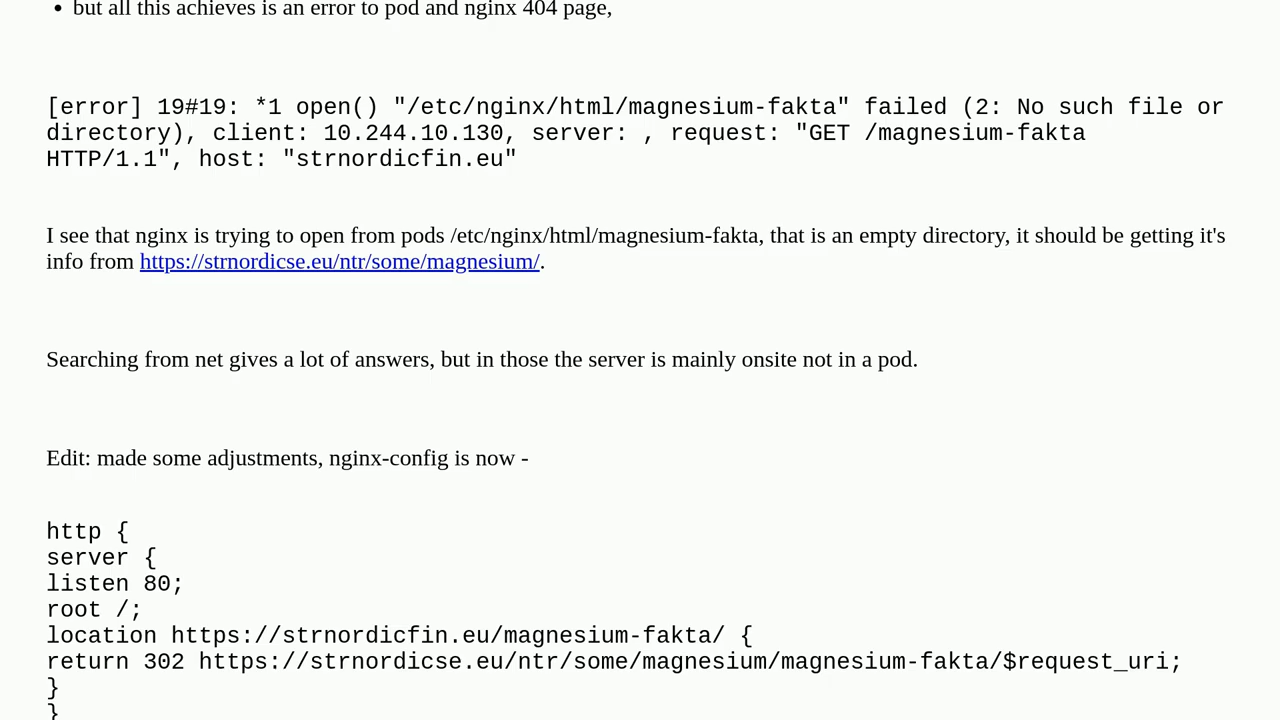 • but all this achieves is an error to pod and nginx 404 page,
[error] 19#19: *1 open() "/etc/nginx/html/magnesium-fakta" failed (2: No such file or
directory), client: 10.244.10.130, server: , request: "GET /magnesium-fakta
HTTP/1.1", host: "strnordicfin.eu"
I see that nginx is trying to open from pods /etc/nginx/html/magnesium-fakta, that is an empty directory, it should be getting it's
info from https://strnordicse.eu/ntr/some/magnesium/.
Searching from net gives a lot of answers, but in those the server is mainly onsite not in a pod.
Edit: made some adjustments, nginx-config is now -
http {
server {
listen 80;
root /;
location https://strnordicfin.eu/magnesium-fakta/ {
return 302 https://strnordicse.eu/ntr/some/magnesium/magnesium-fakta/$request_uri;
}
}